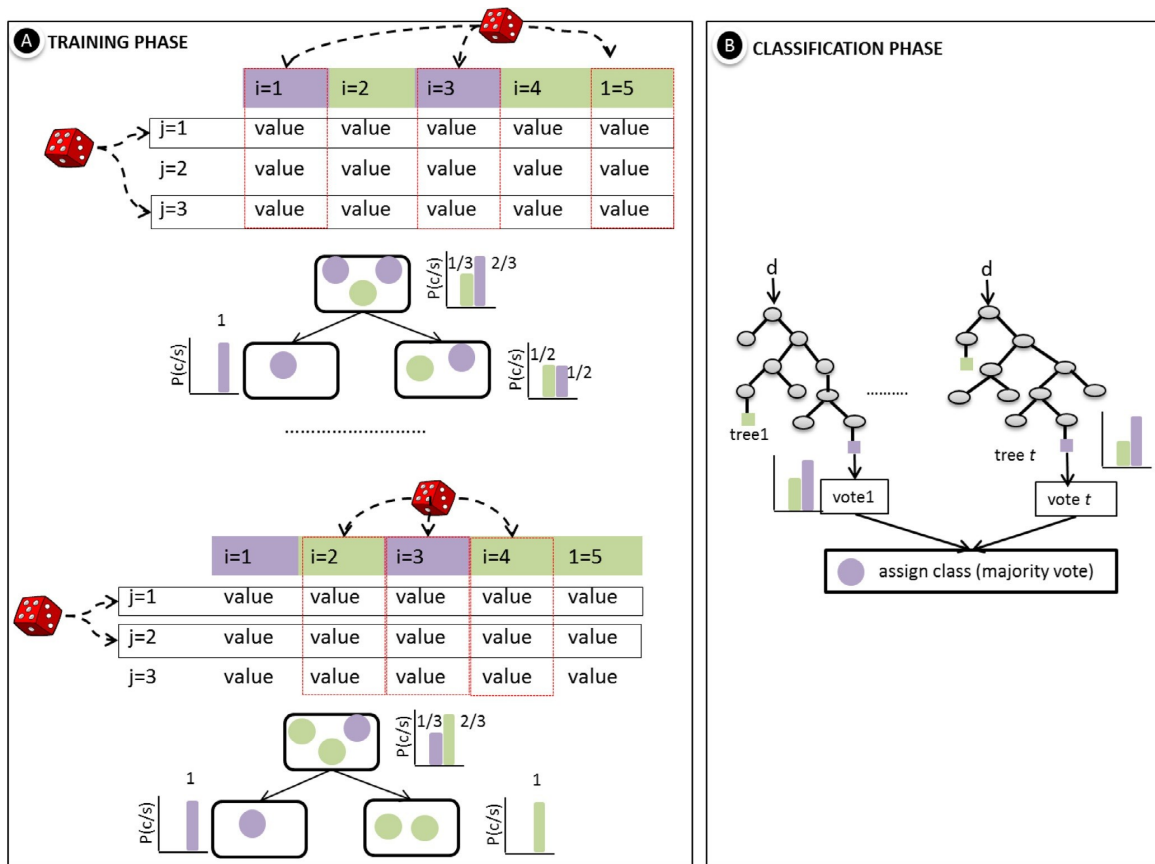 A TRAINING PHASE
i=1 i=2 i=3 i=4 1=5
j=1 value value value value value
j=2 value value value value value
j=3 value value value value value
P(c/s) 1/3 2/3
P(c/s) 1
P(c/s) 1/2 1/2
........................
i=1 i=2 i=3 i=4 1=5
j=1 value value value value value
j=2 value value value value value
j=3 value value value value value
P(c/s) 1/3 2/3
P(c/s) 1
P(c/s) 1
B CLASSIFICATION PHASE
d d
..........
tree1
tree t
vote1 vote t
assign class (majority vote)